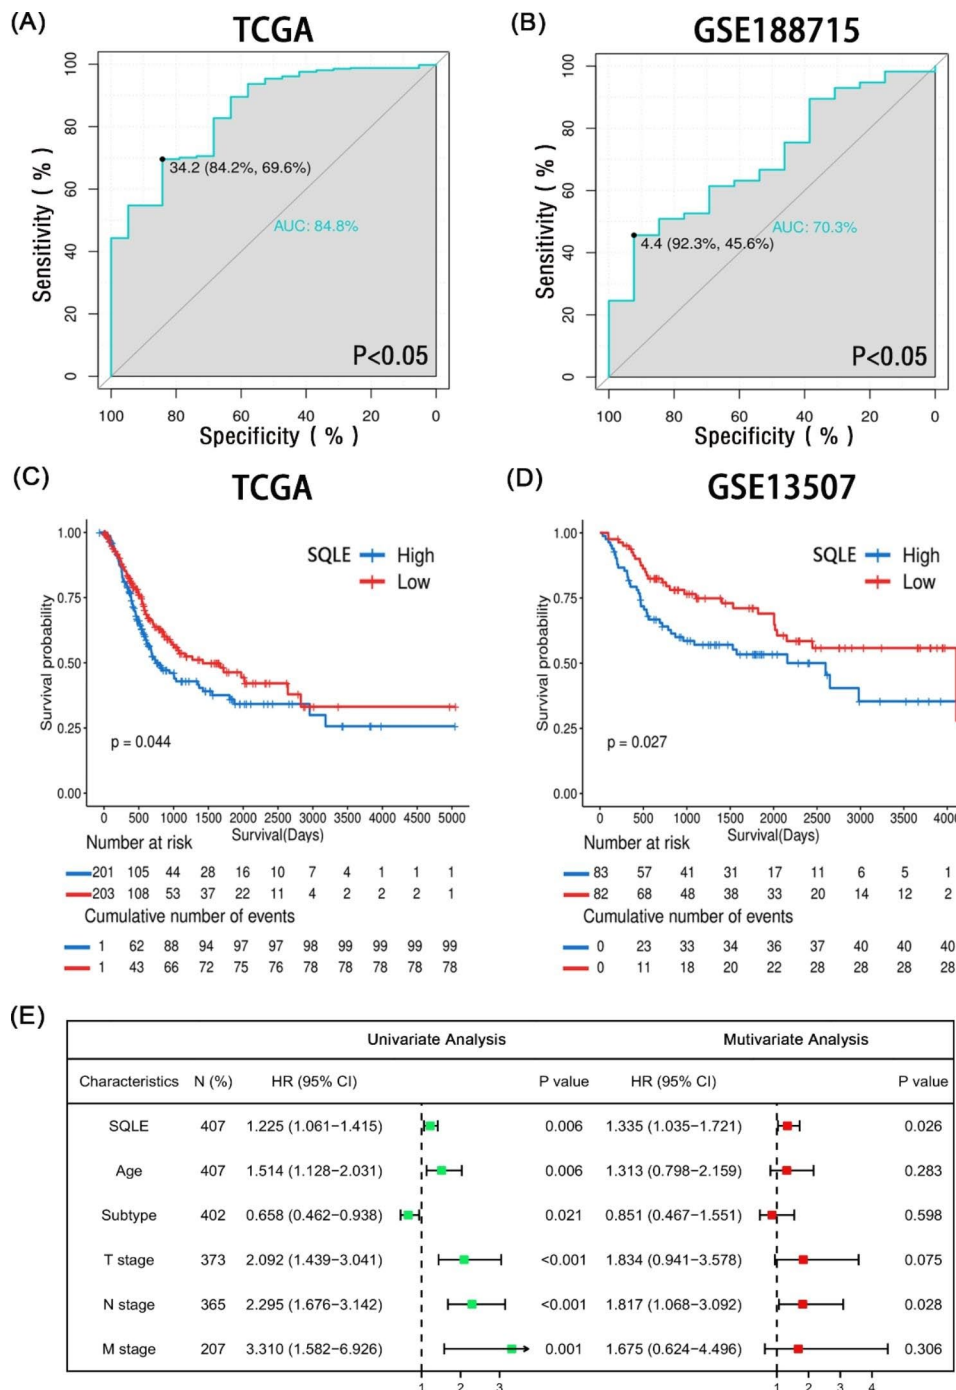 (A) TCGA
100
80
60
40
20
0
Sensitivity ( % )
34.2 (84.2%, 69.6%)
AUC: 84.8%
P<0.05
100 80 60 40 20 0
Specificity ( % )
(B) GSE188715
100
80
60
40
20
0
Sensitivity ( % )
4.4 (92.3%, 45.6%)
AUC: 70.3%
P<0.05
100 80 60 40 20 0
Specificity ( % )
(C) TCGA
1.00
0.75
0.50
0.25
0.00
Survival probability
SQLE High
Low
p = 0.044
0 500 1000 1500 2000 2500 3000 3500 4000 4500 5000
Survival(Days)
Number at risk
201 105 44 28 16 10 7 4 1 1 1
203 108 53 37 22 11 4 2 2 2 1
Cumulative number of events
1 62 88 94 97 97 98 99 99 99 99
1 43 66 72 75 76 78 78 78 78 78
(D) GSE13507
1.00
0.75
0.50
0.25
0.00
Survival probability
SQLE High
Low
p = 0.027
0 500 1000 1500 2000 2500 3000 3500 400
Survival(Days)
Number at risk
83 57 41 31 17 11 6 5 1
82 68 48 38 33 20 14 12 2
Cumulative number of events
0 23 33 34 36 37 40 40 40
0 11 18 20 22 28 28 28 28
(E)
Univariate Analysis Mutivariate Analysis
Characteristics N (%) HR (95% CI) P value HR (95% CI) P value
SQLE 407 1.225 (1.061−1.415) 0.006 1.335 (1.035−1.721) 0.026
Age 407 1.514 (1.128−2.031) 0.006 1.313 (0.798−2.159) 0.283
Subtype 402 0.658 (0.462−0.938) 0.021 0.851 (0.467−1.551) 0.598
T stage 373 2.092 (1.439−3.041) <0.001 1.834 (0.941−3.578) 0.075
N stage 365 2.295 (1.676−3.142) <0.001 1.817 (1.068−3.092) 0.028
M stage 207 3.310 (1.582−6.926) 0.001 1.675 (0.624−4.496) 0.306
1 2 3 1 2 3 4